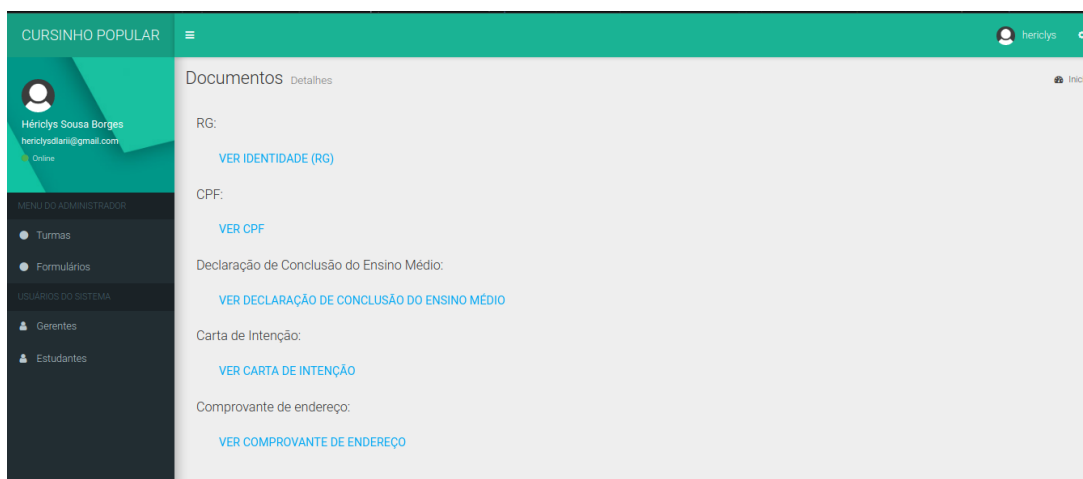 CURSINHO POPULAR
hericlys
Hériclys Sousa Borges
hericlysdlarii@gmail.com
Online
MENU DO ADMINISTRADOR
Turmas
Formulários
USUÁRIOS DO SISTEMA
Gerentes
Estudantes
Documentos Detalhes
RG:
VER IDENTIDADE (RG)
CPF:
VER CPF
Declaração de Conclusão do Ensino Médio:
VER DECLARAÇÃO DE CONCLUSÃO DO ENSINO MÉDIO
Carta de Intenção:
VER CARTA DE INTENÇÃO
Comprovante de endereço:
VER COMPROVANTE DE ENDEREÇO